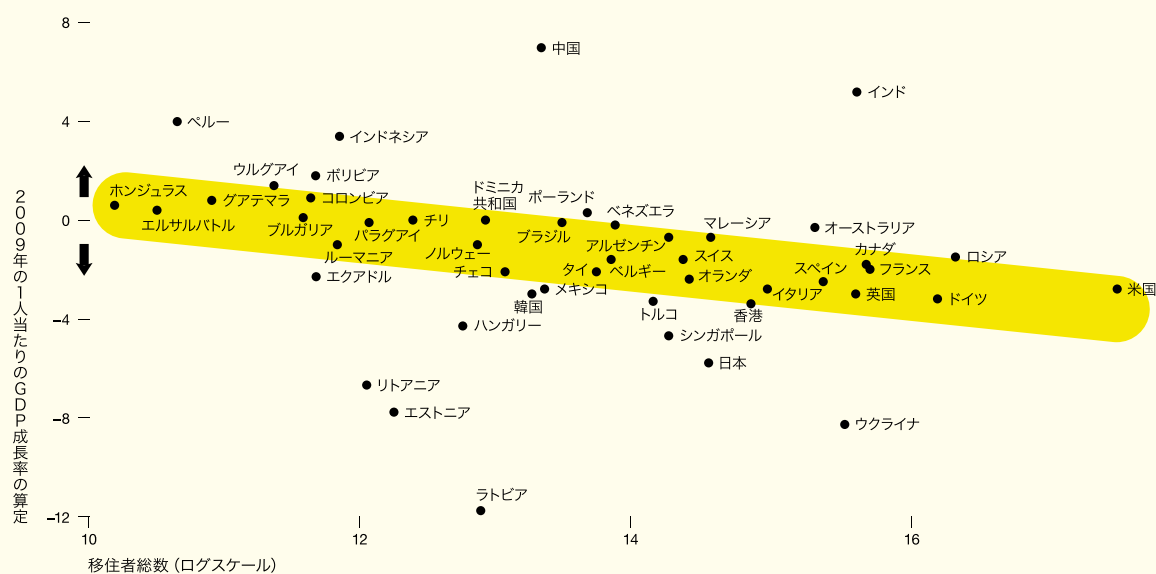 8
中国
インド
4
ペルー
インドネシア
ウルグアイ
ボリビア
ホンジュラス
グアテマラ
コロンビア
ドミニカ
共和国
ポーランド
ベネズエラ
0
エルサルバトル
ブルガリア
パラグアイ
チリ
ブラジル
アルゼンチン
マレーシア
オーストラリア
ルーマニア
ノルウェー
カナダ
ロシア
エクアドル
チェコ
タイ
ベルギー
スイス
オランダ
スペイン
フランス
韓国
メキシコ
トルコ
香港
イタリア
英国
ドイツ
米国
−4
ハンガリー
シンガポール
日本
リトアニア
エストニア
−8
ウクライナ
ラトビア
−12
10
12
14
16
2009年の1人当たりのGDP成長率の算定
移住者総数（ログスケール）